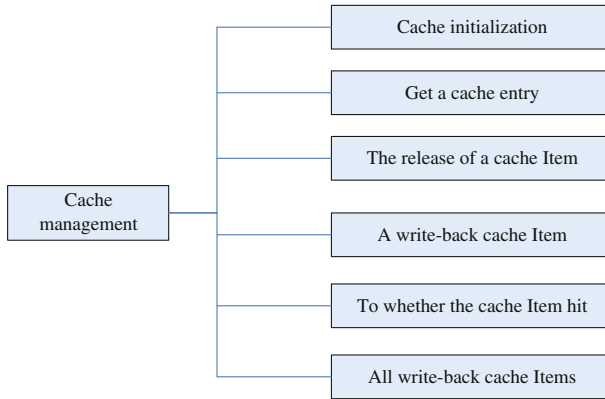 Cache initialization
Get a cache entry
The release of a cache Item
Cache
management
A write-back cache Item
To whether the cache Item hit
All write-back cache Items